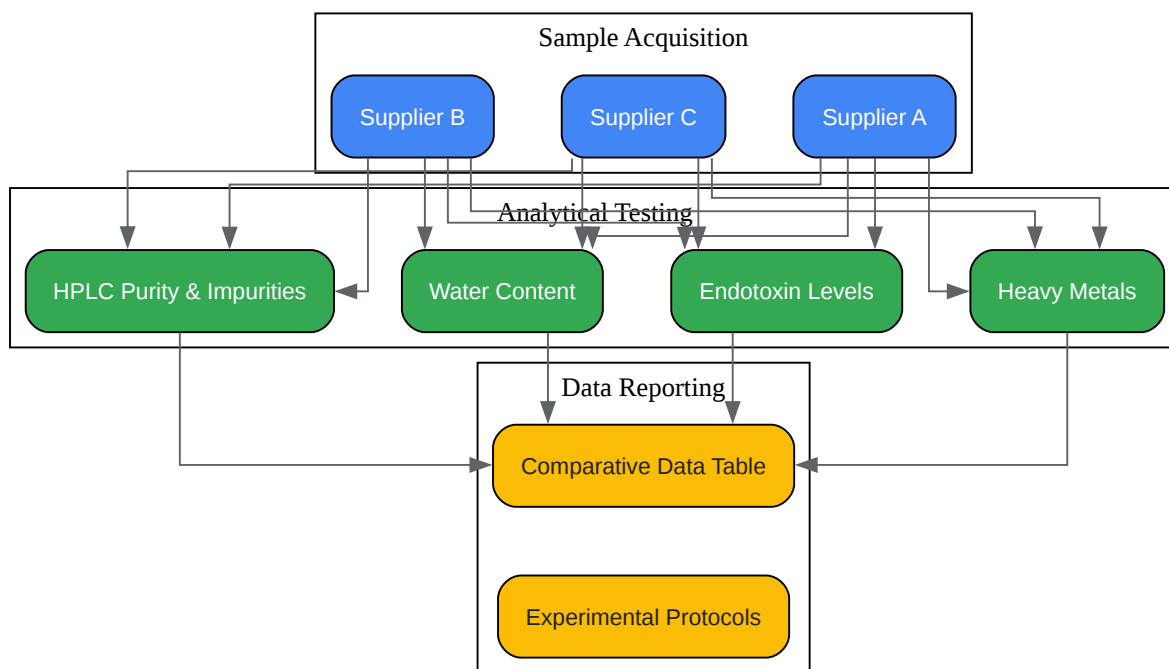 Sample Acquisition
Supplier B
Supplier C
Supplier A
Analytical Testing
HPLC Purity & Impurities
Water Content
Endotoxin Levels
Heavy Metals
Data Reporting
Comparative Data Table
Experimental Protocols